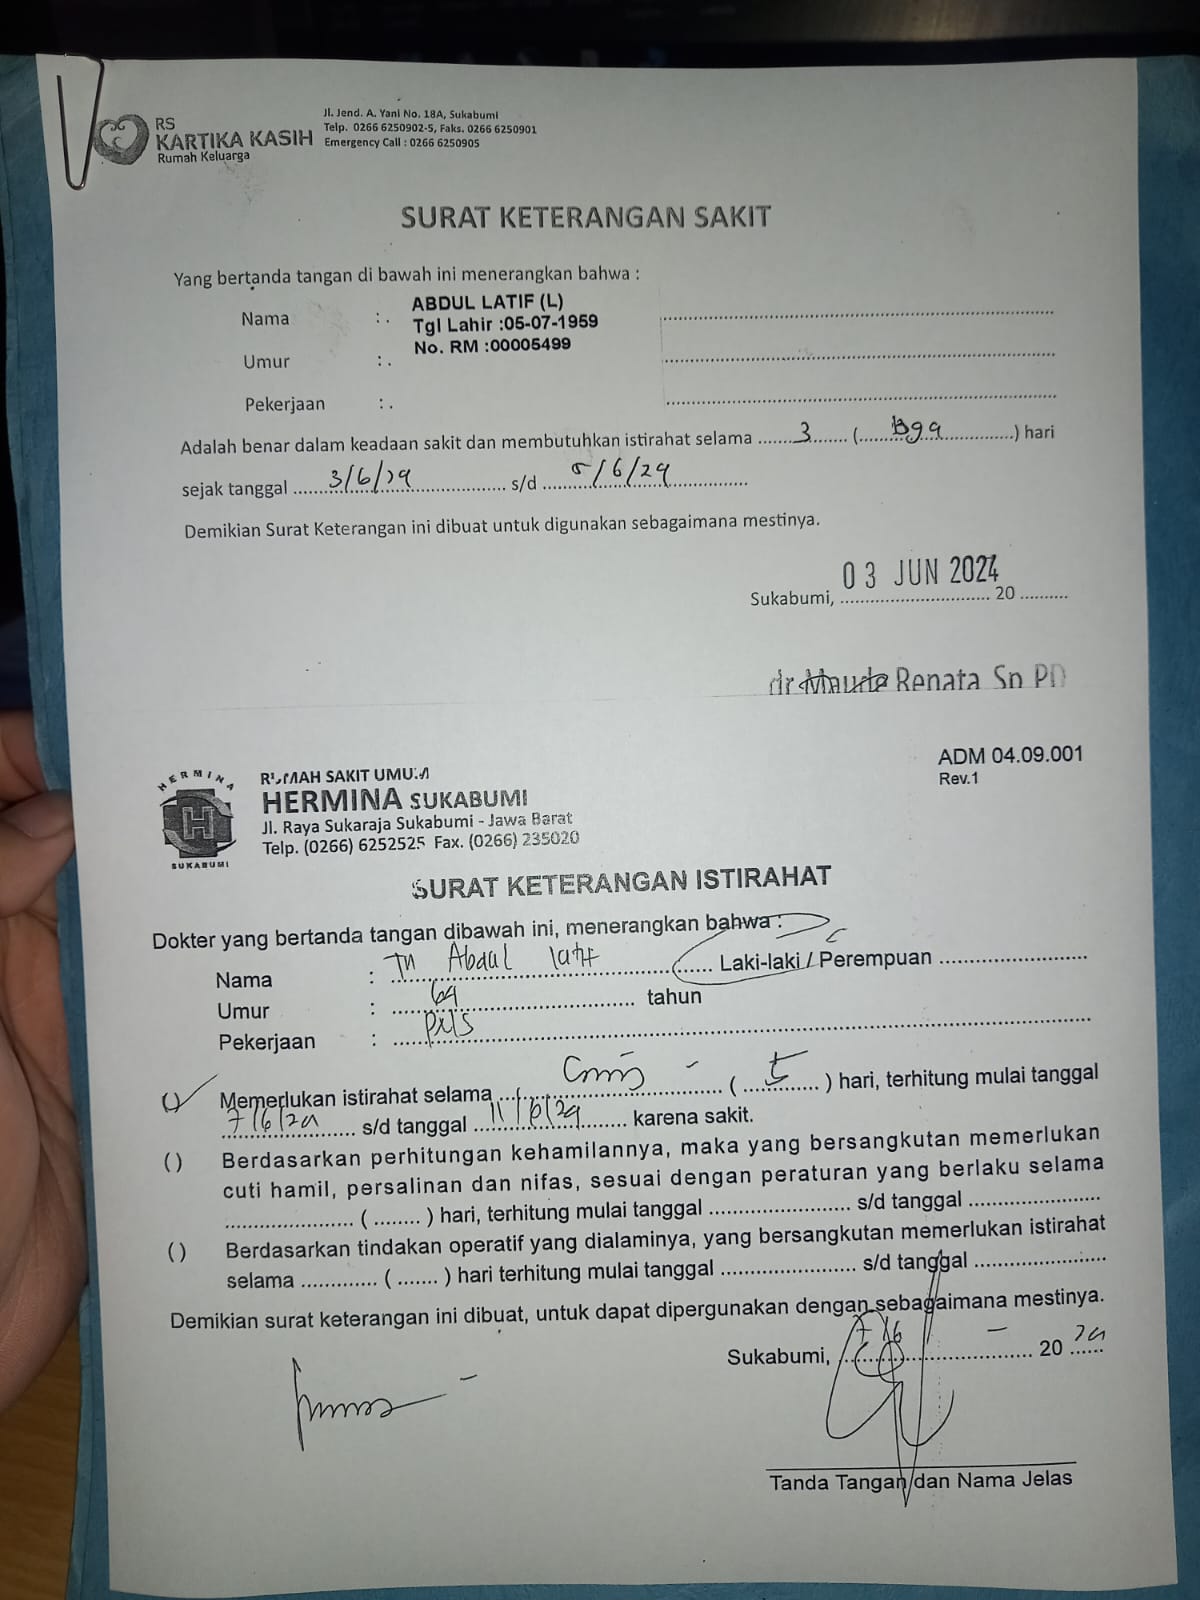 RS
KARTIKA KASIH
Rumah Keluarga
Jl. Jend. A. Yani No. 18A, Sukabumi
Telp. 0266 6250902-5, Faks. 0266 6250901
Emergency Call : 0266 6250905
SURAT KETERANGAN SAKIT
Yang bertanda tangan di bawah ini menerangkan bahwa :
Nama : ABDUL LATIF (L)
Tgl Lahir :05-07-1959
Umur : No. RM :00005499
Pekerjaan :
Adalah benar dalam keadaan sakit dan membutuhkan istirahat selama 3 ( ) hari
sejak tanggal 3/6/24 s/d 5/6/24
Demikian Surat Keterangan ini dibuat untuk digunakan sebagaimana mestinya.
03 JUN 2024
Sukabumi, 20
dr Renata Sp PD
HERMINA
SUKABUMI
RUMAH SAKIT UMUM
HERMINA SUKABUMI
Jl. Raya Sukaraja Sukabumi - Jawa Barat
Telp. (0266) 6252525 Fax. (0266) 235020
ADM 04.09.001
Rev.1
SURAT KETERANGAN ISTIRAHAT
Dokter yang bertanda tangan dibawah ini, menerangkan bahwa :
Nama : Tn Abdul latif Laki-laki / Perempuan
Umur : 64 tahun
Pekerjaan : PNS
() Memerlukan istirahat selama ( 5 ) hari, terhitung mulai tanggal
7/6/24 s/d tanggal 11/6/24 karena sakit.
() Berdasarkan perhitungan kehamilannya, maka yang bersangkutan memerlukan
cuti hamil, persalinan dan nifas, sesuai dengan peraturan yang berlaku selama
( ) hari, terhitung mulai tanggal s/d tanggal
() Berdasarkan tindakan operatif yang dialaminya, yang bersangkutan memerlukan istirahat
selama ( ) hari terhitung mulai tanggal s/d tanggal
Demikian surat keterangan ini dibuat, untuk dapat dipergunakan dengan sebagaimana mestinya.
Sukabumi, 7/6 20 24
Tanda Tangan dan Nama Jelas